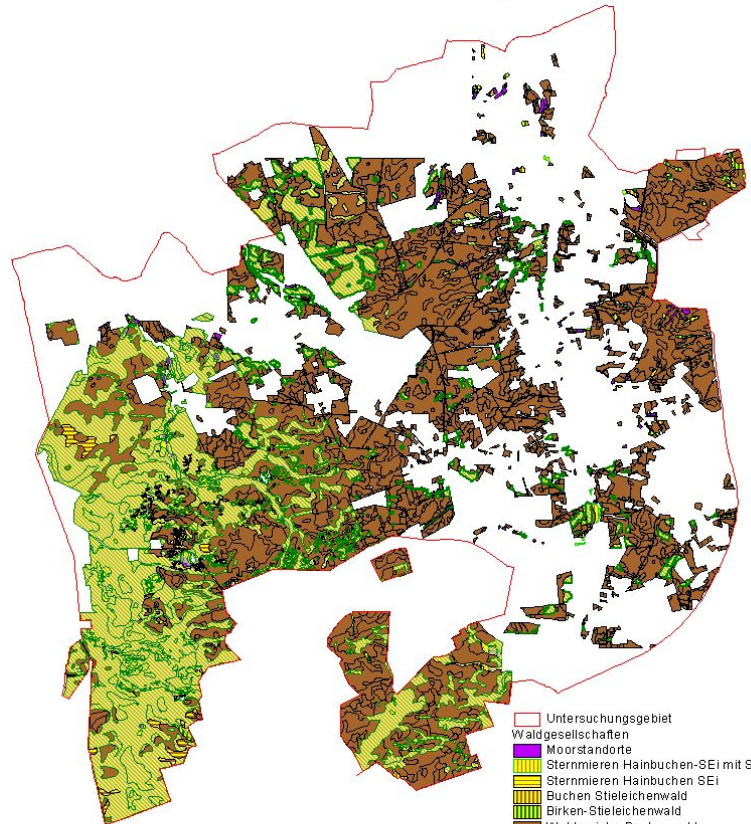 Untersuchungsgebiet
Waldgesellschaften
Moorstandorte
Sternmieren Hainbuchen-SEi mit S
Sternmieren Hainbuchen SEi
Buchen Stieleichenwald
Birken-Stieleichenwald